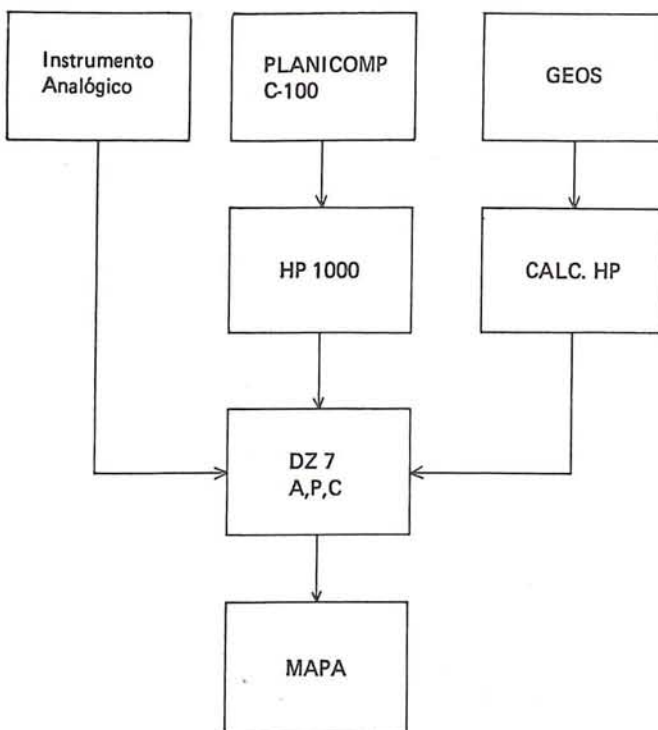 Instrumento
Analógico
PLANICOMP
C-100
GEOS
HP 1000
CALC. HP
DZ 7
A,P,C
MAPA